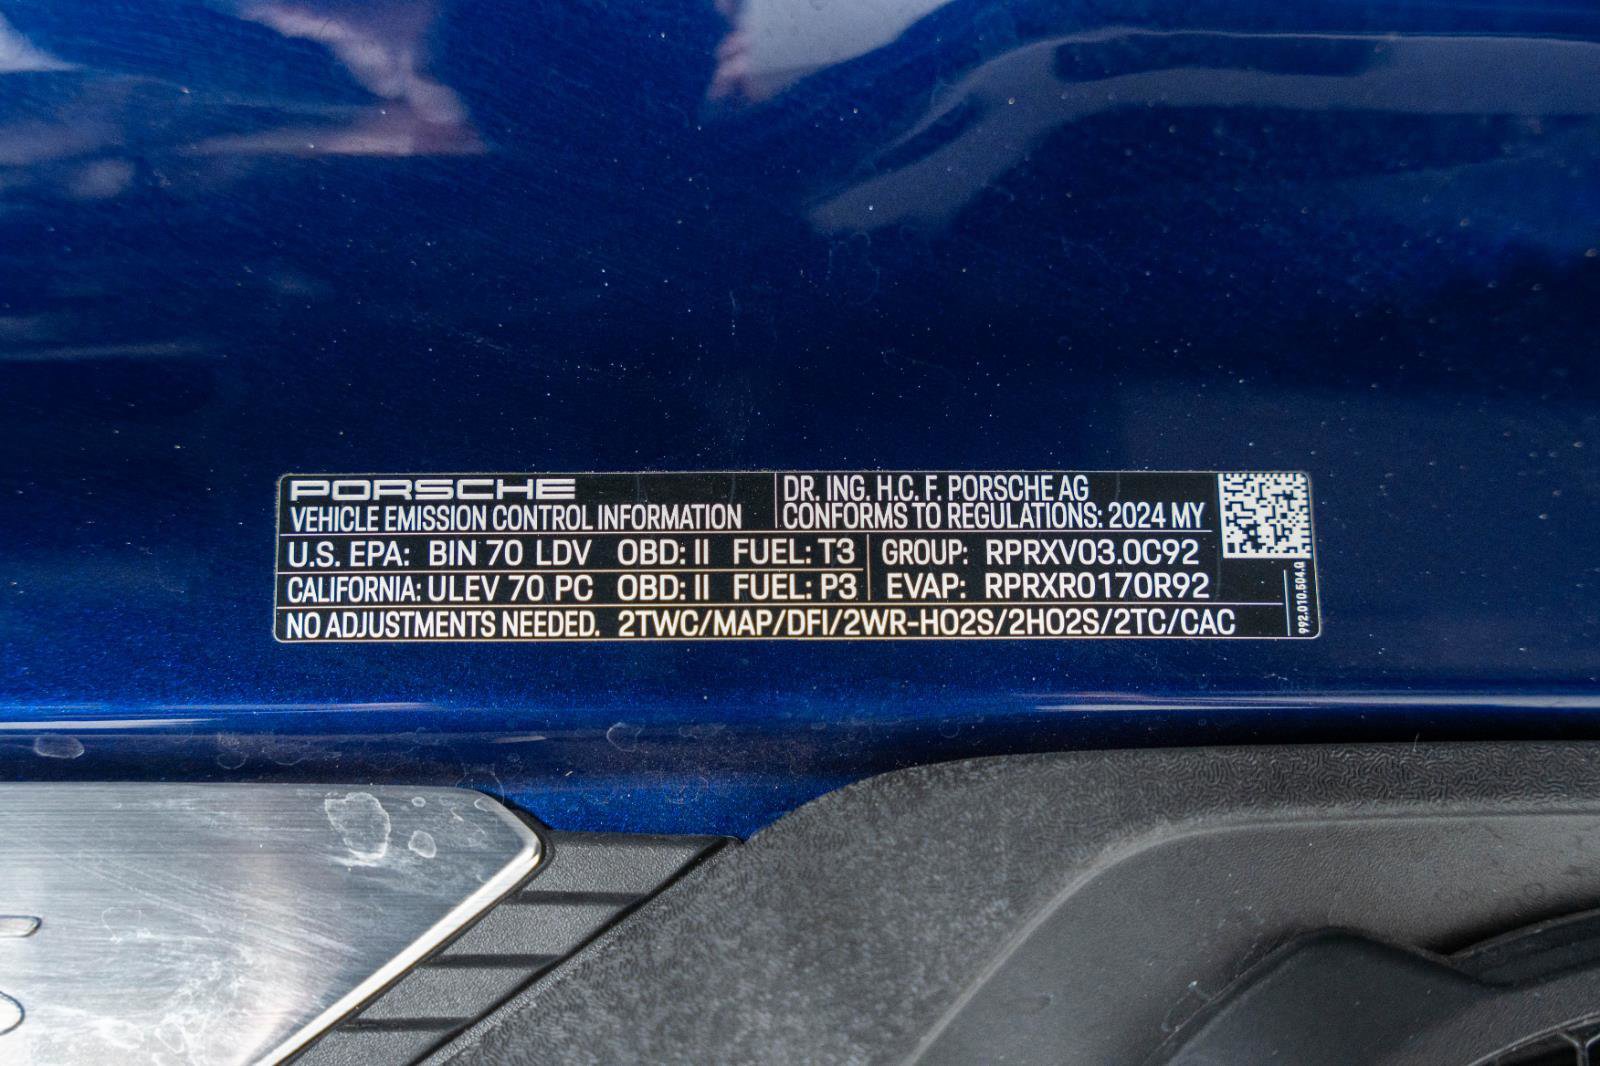 PORSCHE
VEHICLE EMISSION CONTROL INFORMATION
DR. ING. H.C. F. PORSCHE AG
CONFORMS TO REGULATIONS: 2024 MY
U.S. EPA: BIN 70 LDV OBD: II FUEL: T3 GROUP: RPRXV03.0C92
CALIFORNIA: ULEV 70 PC OBD: II FUEL: P3 EVAP: RPRXR0170R92
NO ADJUSTMENTS NEEDED. 2TWC/MAP/DFI/2WR-HO2S/2HO2S/2TC/CAC
992.010.504.Q